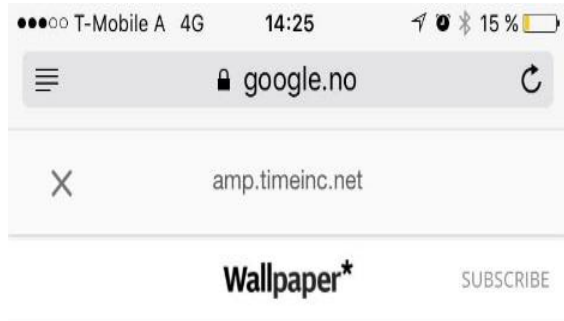 T-Mobile A 4G 14:25 15 %
google.no
amp.timeinc.net
Wallpaper* SUBSCRIBE